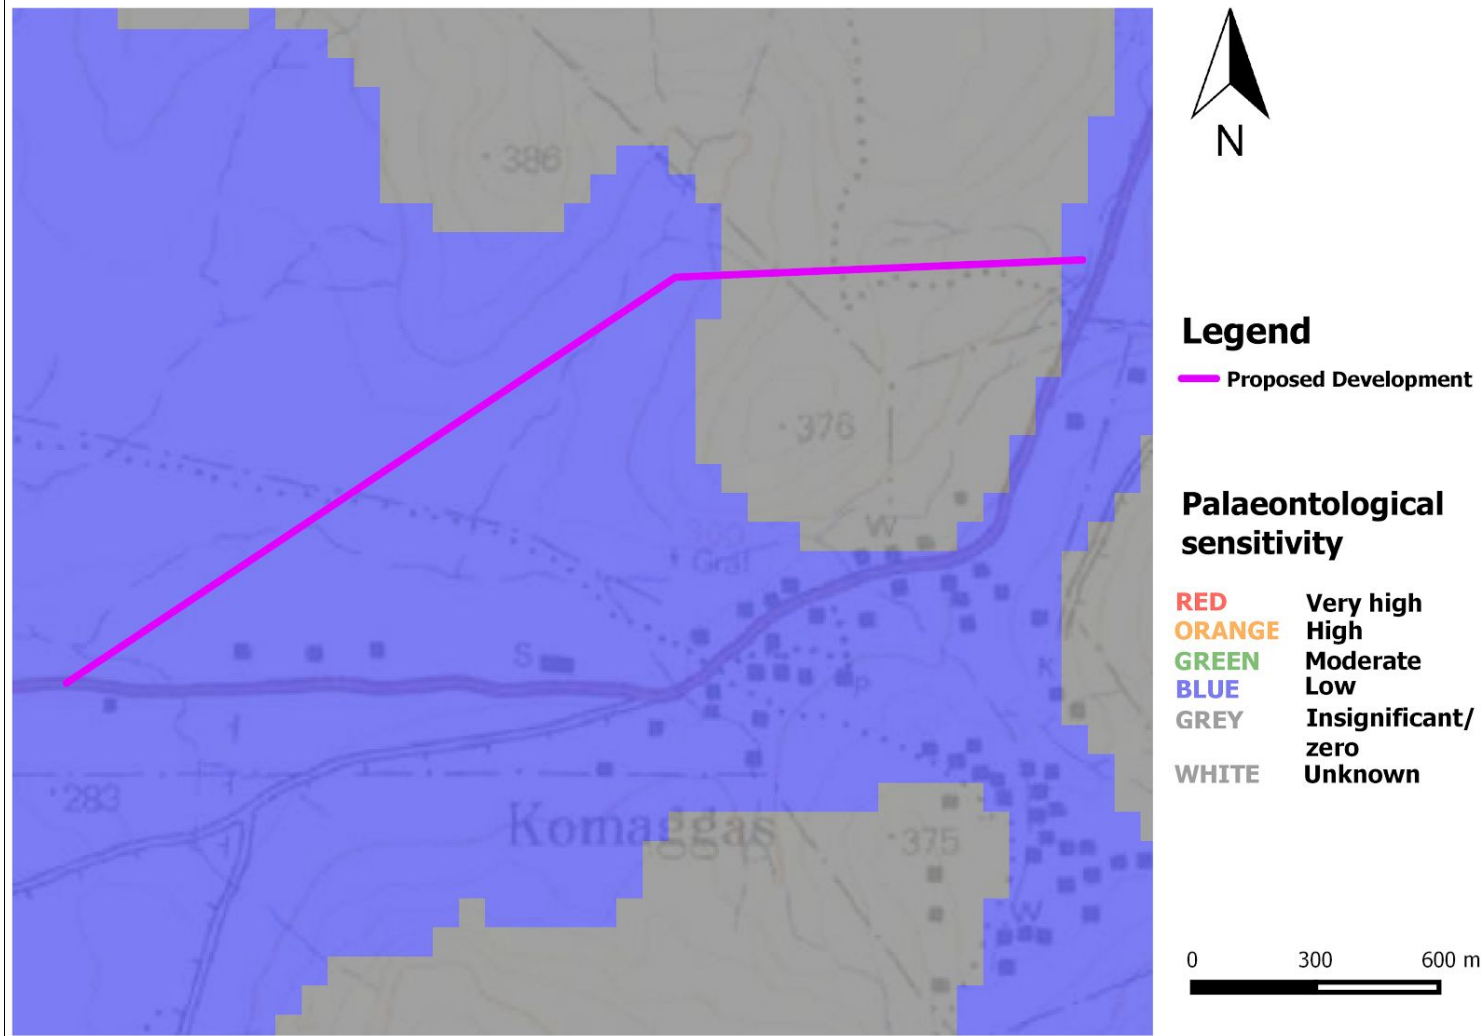 386
N
Legend
Proposed Development
376
W
Graf
S
P
K
Palaeontological
sensitivity
RED Very high
ORANGE High
GREEN Moderate
BLUE Low
GREY Insignificant/
zero
WHITE Unknown
283
Komaggas
375
W
0 300 600 m